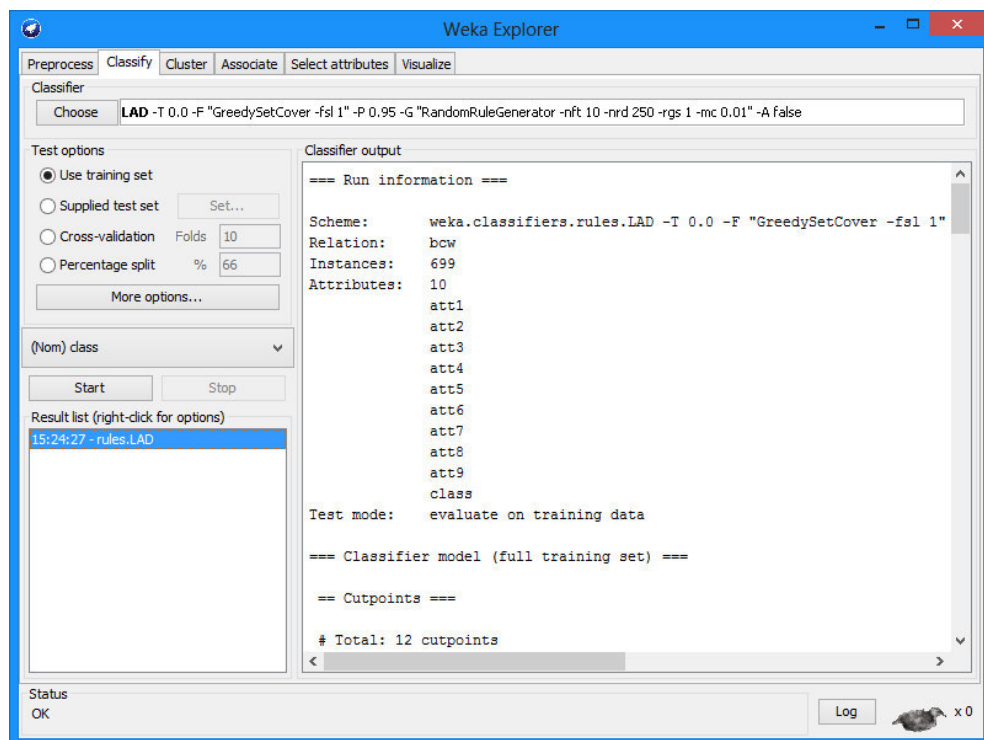 Weka Explorer
Preprocess Classify Cluster Associate Select attributes Visualize
Classifier
Choose LAD -T 0.0 -F "GreedySetCover -fsl 1" -P 0.95 -G "RandomRuleGenerator -nft 10 -nrd 250 -rgs 1 -mc 0.01" -A false
Test options
Use training set
Supplied test set Set...
Cross-validation Folds 10
Percentage split % 66
More options...
(Nom) class
Start Stop
Result list (right-click for options)
15:24:27 - rules.LAD
Classifier output
=== Run information ===
Scheme: weka.classifiers.rules.LAD -T 0.0 -F "GreedySetCover -fsl 1"
Relation: bcw
Instances: 699
Attributes: 10
att1
att2
att3
att4
att5
att6
att7
att8
att9
class
Test mode: evaluate on training data
=== Classifier model (full training set) ===
== Cutpoints ===
# Total: 12 cutpoints
Status
OK
Log x 0